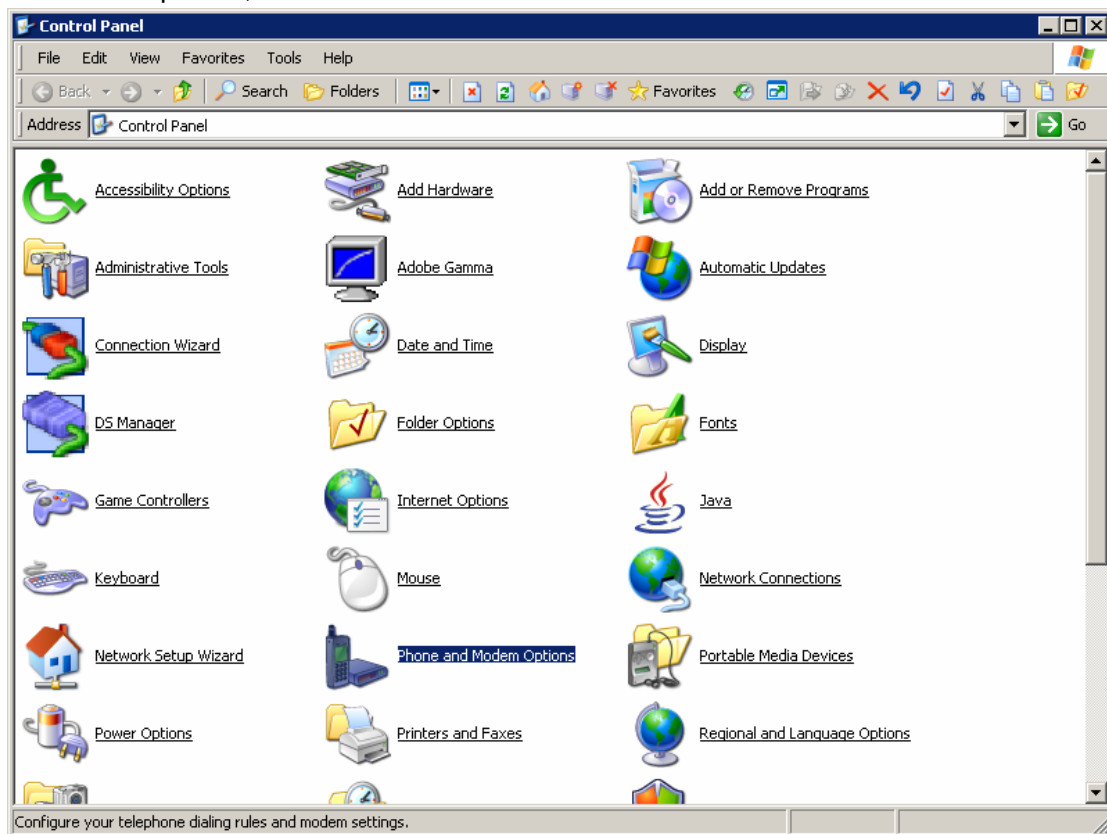 Control Panel
File Edit View Favorites Tools Help
Back Search Folders Favorites
Address Control Panel Go
Accessibility Options Add Hardware Add or Remove Programs
Administrative Tools Adobe Gamma Automatic Updates
Connection Wizard Date and Time Display
DS Manager Folder Options Fonts
Game Controllers Internet Options Java
Keyboard Mouse Network Connections
Network Setup Wizard Phone and Modem Options Portable Media Devices
Power Options Printers and Faxes Regional and Language Options
Configure your telephone dialing rules and modem settings.